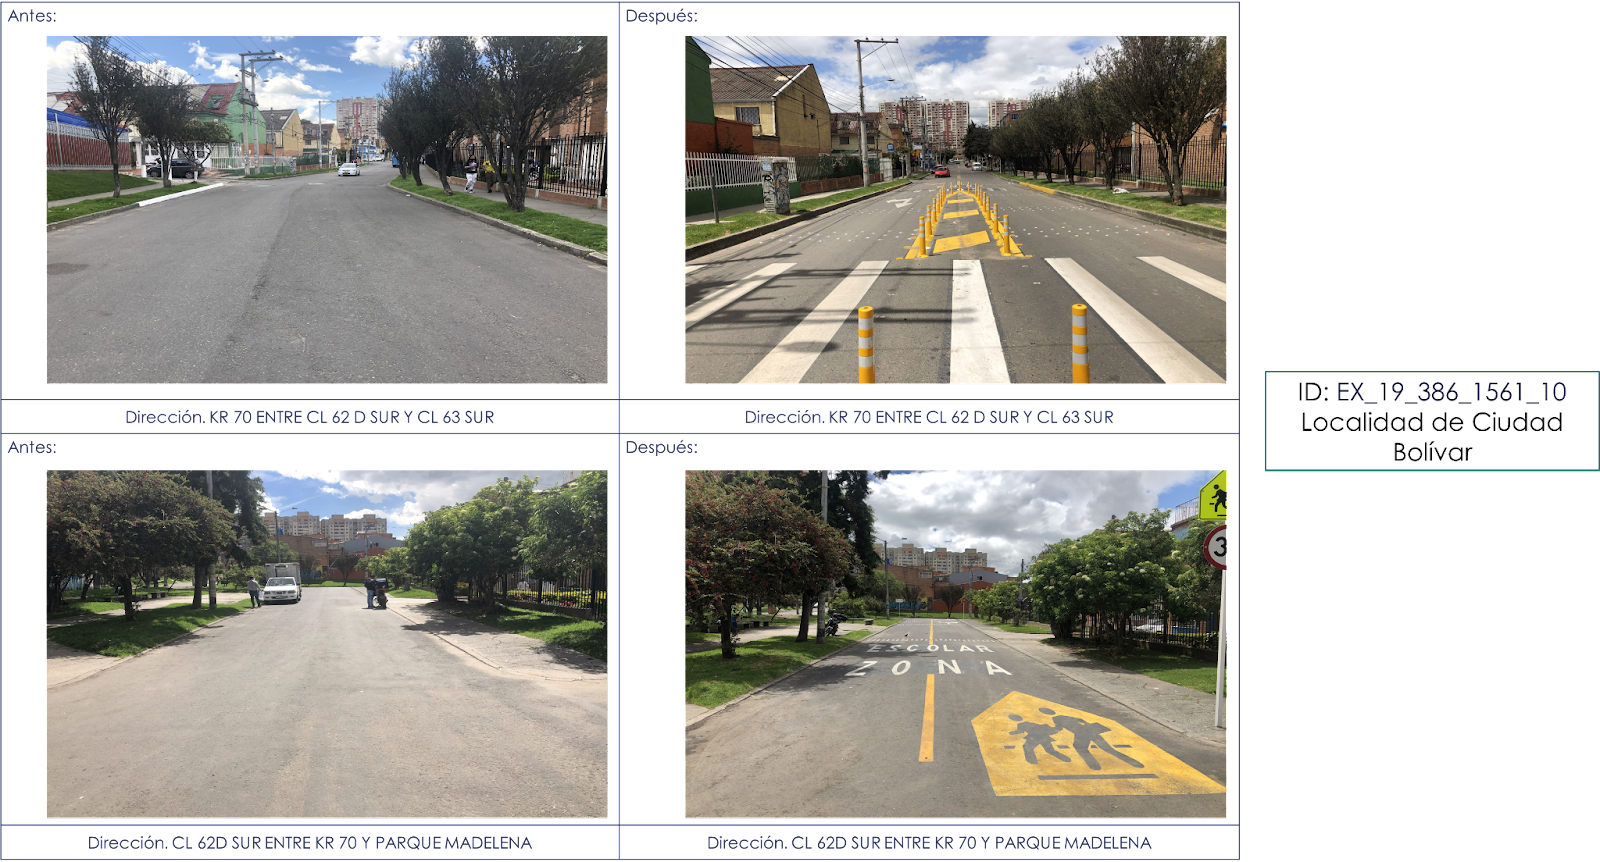 Antes:
Después:
Dirección. KR 70 ENTRE CL 62 D SUR Y CL 63 SUR
Dirección. KR 70 ENTRE CL 62 D SUR Y CL 63 SUR
Antes:
Después:
3
ESCOLAR
ZONA
Dirección. CL 62D SUR ENTRE KR 70 Y PARQUE MADELENA
Dirección. CL 62D SUR ENTRE KR 70 Y PARQUE MADELENA
ID: EX_19_386_1561_10
Localidad de Ciudad
Bolívar